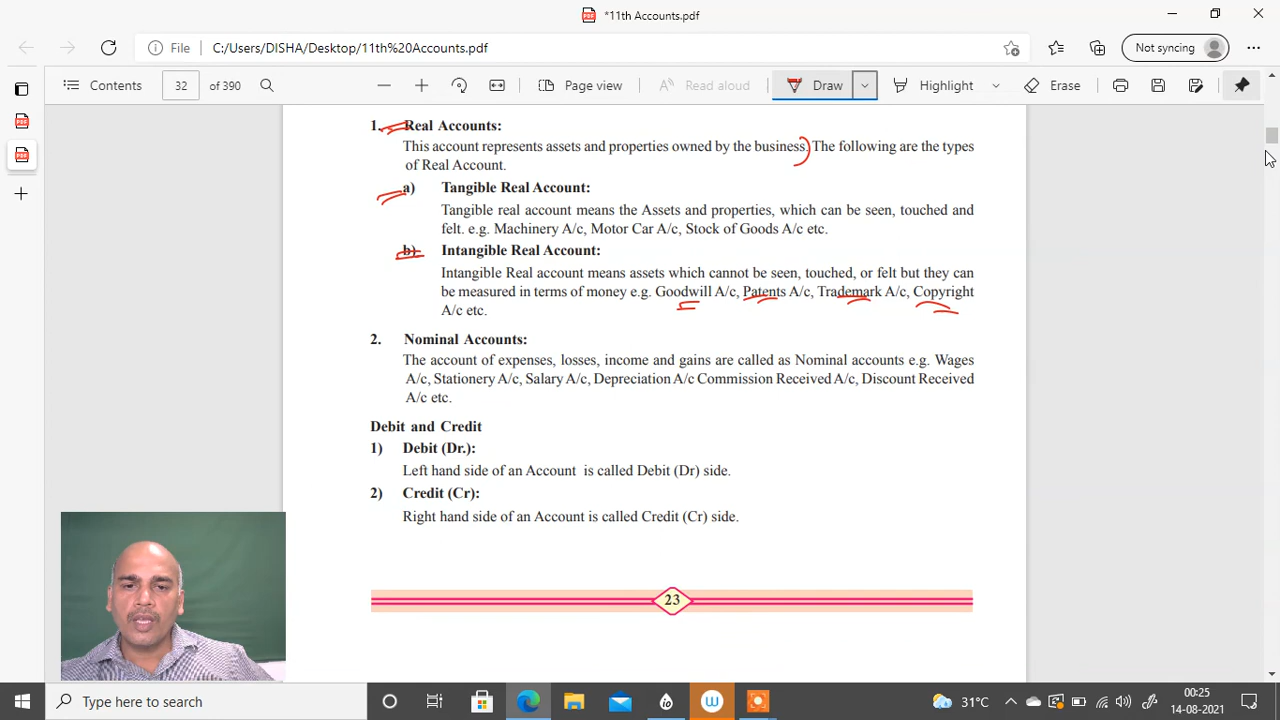 *11th Accounts.pdf
File C:/Users/DISHA/Desktop/11th%20Accounts.pdf
Not syncing
Contents 32 of 390 Page view Read aloud Draw Highlight Erase
1. Real Accounts:
This account represents assets and properties owned by the business. The following are the types
of Real Account.
a) Tangible Real Account:
Tangible real account means the Assets and properties, which can be seen, touched and
felt. e.g. Machinery A/c, Motor Car A/c, Stock of Goods A/c etc.
b) Intangible Real Account:
Intangible Real account means assets which cannot be seen, touched, or felt but they can
be measured in terms of money e.g. Goodwill A/c, Patents A/c, Trademark A/c, Copyright
A/c etc.
2. Nominal Accounts:
The account of expenses, losses, income and gains are called as Nominal accounts e.g. Wages
A/c, Stationery A/c, Salary A/c, Depreciation A/c Commission Received A/c, Discount Received
A/c etc.
Debit and Credit
1) Debit (Dr.):
Left hand side of an Account is called Debit (Dr) side.
2) Credit (Cr):
Right hand side of an Account is called Credit (Cr) side.
23
Type here to search
31°C
00:25
14-08-2021